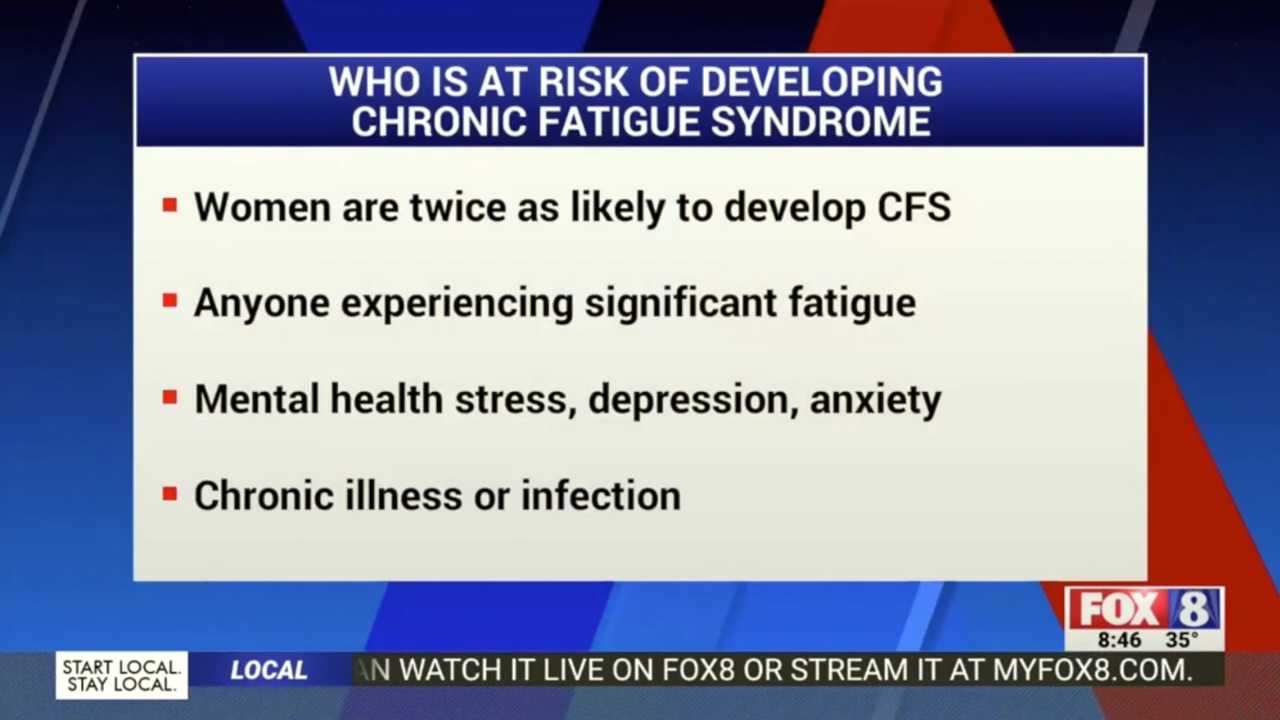 WHO IS AT RISK OF DEVELOPING
CHRONIC FATIGUE SYNDROME
Women are twice as likely to develop CFS
Anyone experiencing significant fatigue
Mental health stress, depression, anxiety
Chronic illness or infection
FOX 8
8:46 35°
START LOCAL.
STAY LOCAL.
LOCAL
WATCH IT LIVE ON FOX8 OR STREAM IT AT MYFOX8.COM.